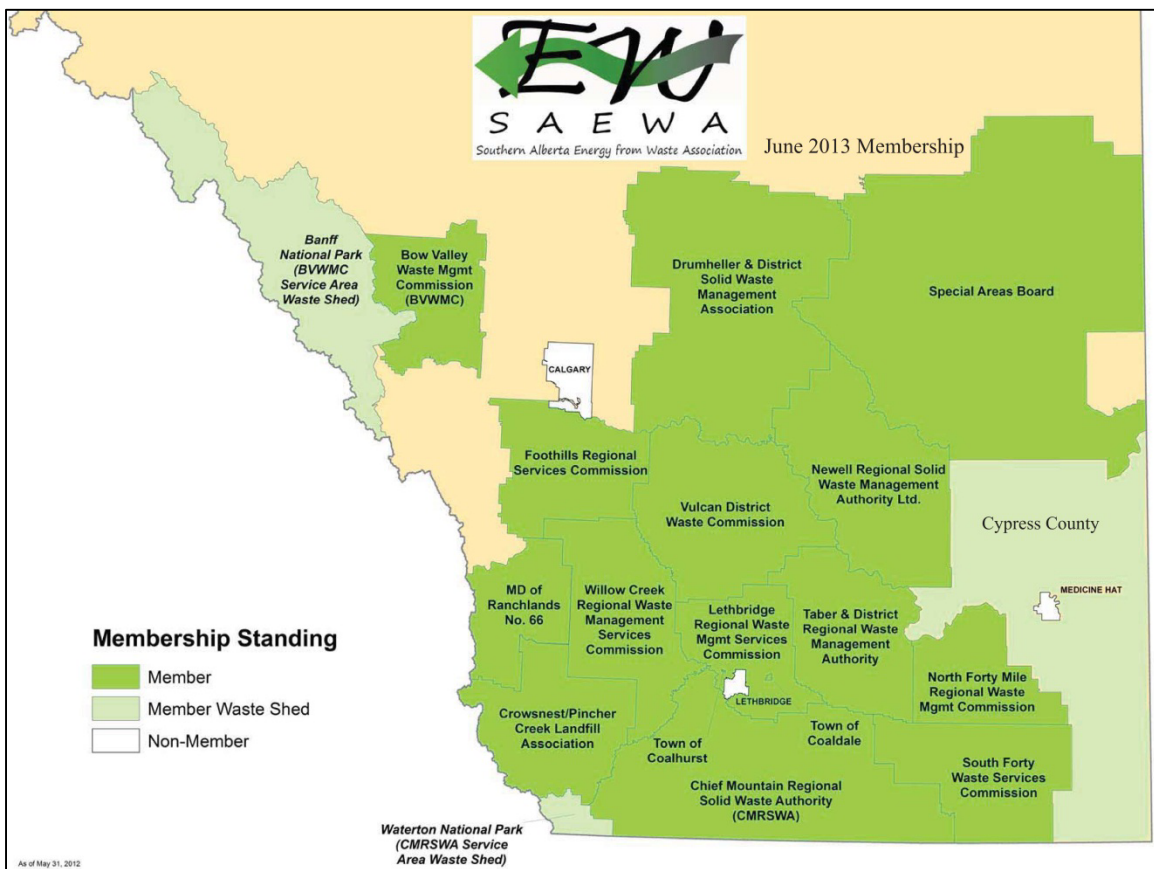 EW
SAEWA
Southern Alberta Energy from Waste Association
June 2013 Membership
Banff
National Park
(BVWMC
Service Area
Waste Shed)
Bow Valley
Waste Mgmt
Commission
(BVWMC)
Drumheller & District
Solid Waste
Management
Association
Special Areas Board
CALGARY
Foothills Regional
Services Commission
Vulcan District
Waste Commission
Newell Regional Solid
Waste Management
Authority Ltd.
Cypress County
MEDICINE HAT
MD of
Ranchlands
No. 66
Willow Creek
Regional Waste
Management
Services
Commission
Lethbridge
Regional Waste
Mgmt Services
Commission
Taber & District
Regional Waste
Management
Authority
North Forty Mile
Regional Waste
Mgmt Commission
LETHBRIDGE
Crowsnest/Pincher
Creek Landfill
Association
Town of
Coalhurst
Town of
Coaldale
Chief Mountain Regional
Solid Waste Authority
(CMRSWA)
South Forty
Waste Services
Commission
Waterton National Park
(CMRSWA Service
Area Waste Shed)
Membership Standing
Member
Member Waste Shed
Non-Member
As of May 31, 2012